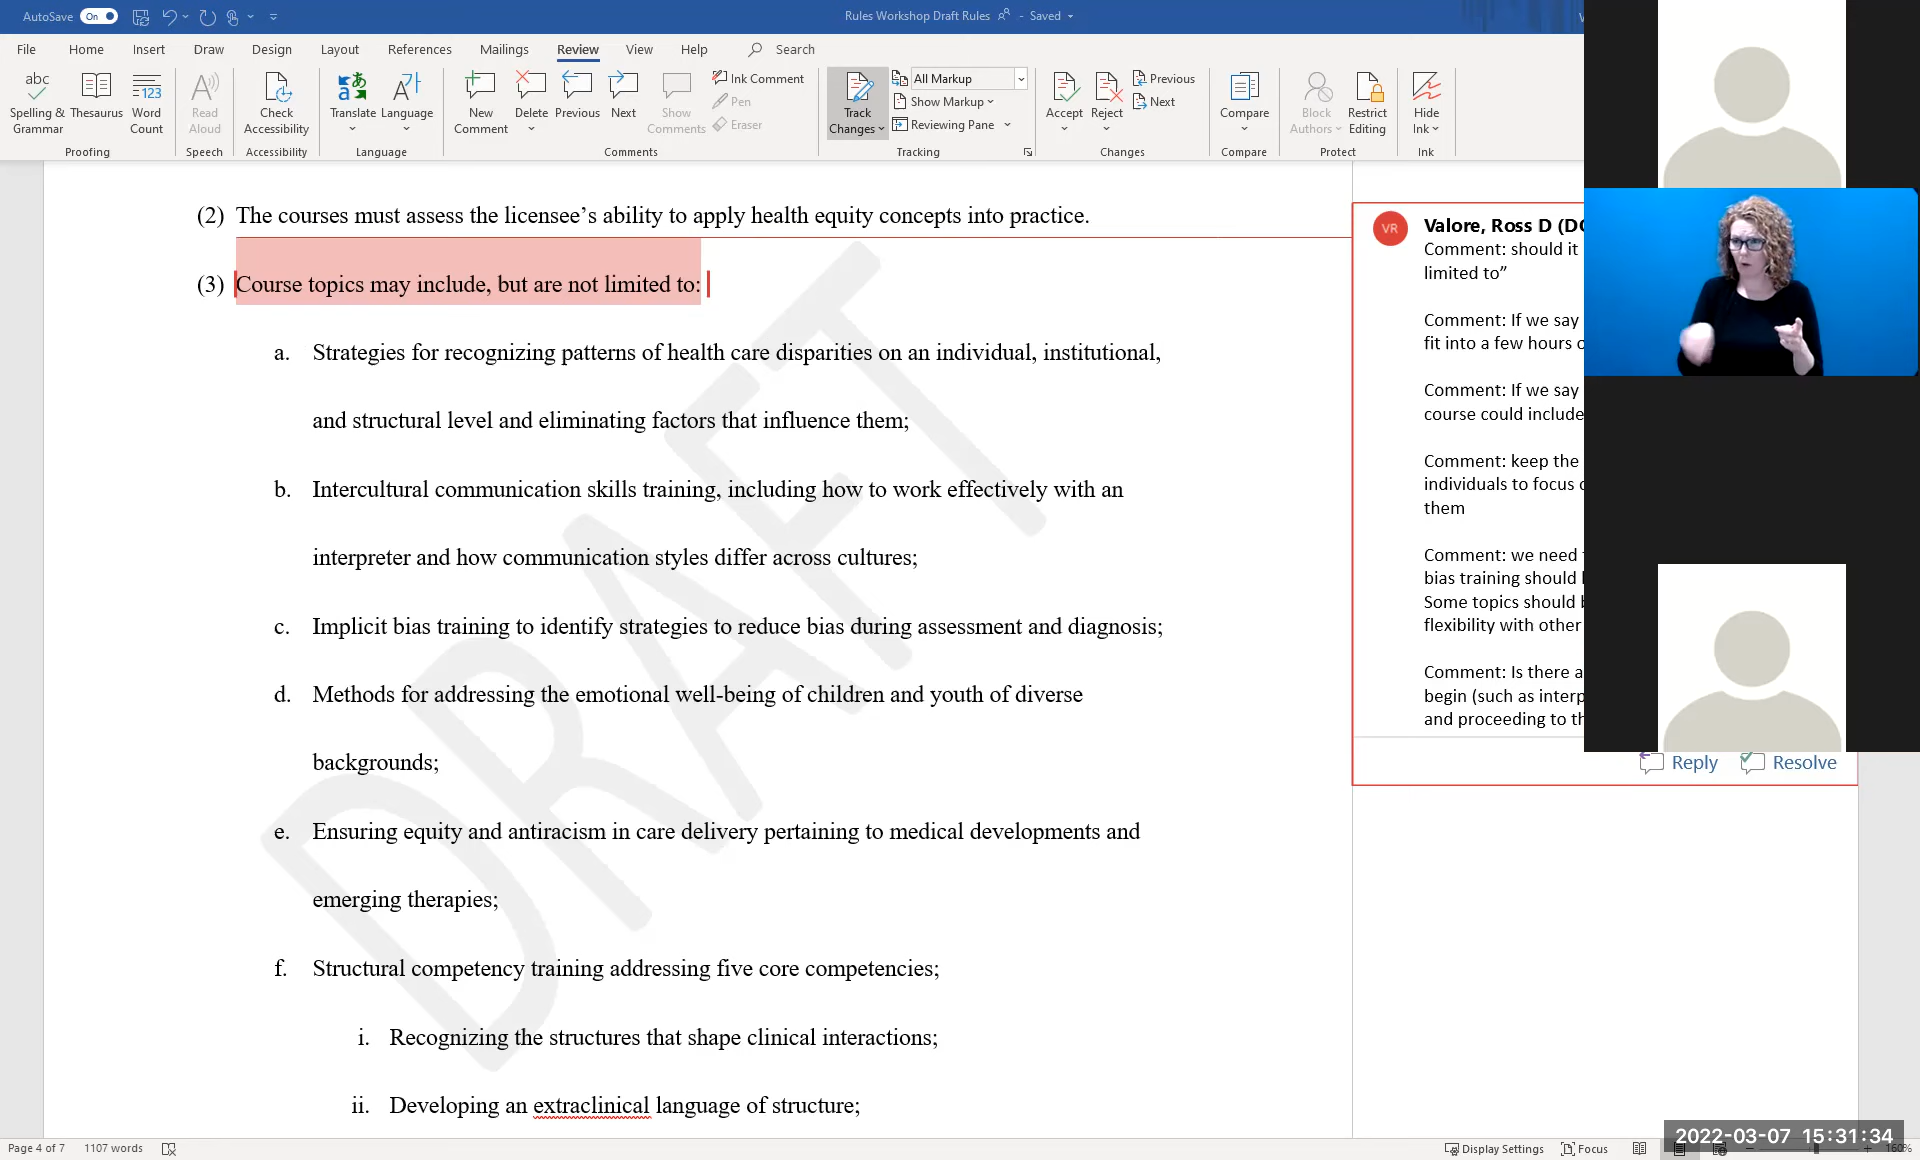 AutoSave On Rules Workshop Draft Rules - Saved
File Home Insert Draw Design Layout References Mailings Review View Help Search
abc Spelling & Grammar
Thesaurus
123 Word Count
Proofing
Read Aloud
Speech
Check Accessibility
Accessibility
Translate
Language
Language
New Comment
Delete
Previous
Next
Show Comments
Ink Comment
Pen
Eraser
Comments
Track Changes
All Markup
Show Markup
Reviewing Pane
Tracking
Accept
Reject
Previous
Next
Changes
Compare
Compare
Block Authors
Restrict Editing
Protect
Hide Ink
Ink
(2) The courses must assess the licensee’s ability to apply health equity concepts into practice.
(3) Course topics may include, but are not limited to:
a. Strategies for recognizing patterns of health care disparities on an individual, institutional,
and structural level and eliminating factors that influence them;
b. Intercultural communication skills training, including how to work effectively with an
interpreter and how communication styles differ across cultures;
c. Implicit bias training to identify strategies to reduce bias during assessment and diagnosis;
d. Methods for addressing the emotional well-being of children and youth of diverse
backgrounds;
e. Ensuring equity and antiracism in care delivery pertaining to medical developments and
emerging therapies;
f. Structural competency training addressing five core competencies;
i. Recognizing the structures that shape clinical interactions;
ii. Developing an extraclinical language of structure;
DRAFT
VR Valore, Ross D (DO
Comment: should it
limited to”
Comment: If we say
fit into a few hours
Comment: If we say
course could include
Comment: keep the
individuals to focus
them
Comment: we need
bias training should
Some topics should
flexibility with other
Comment: Is there a
begin (such as interp
and proceeding to th
Reply Resolve
Page 4 of 7 1107 words Display Settings Focus 160%
2022-03-07 15:31:34